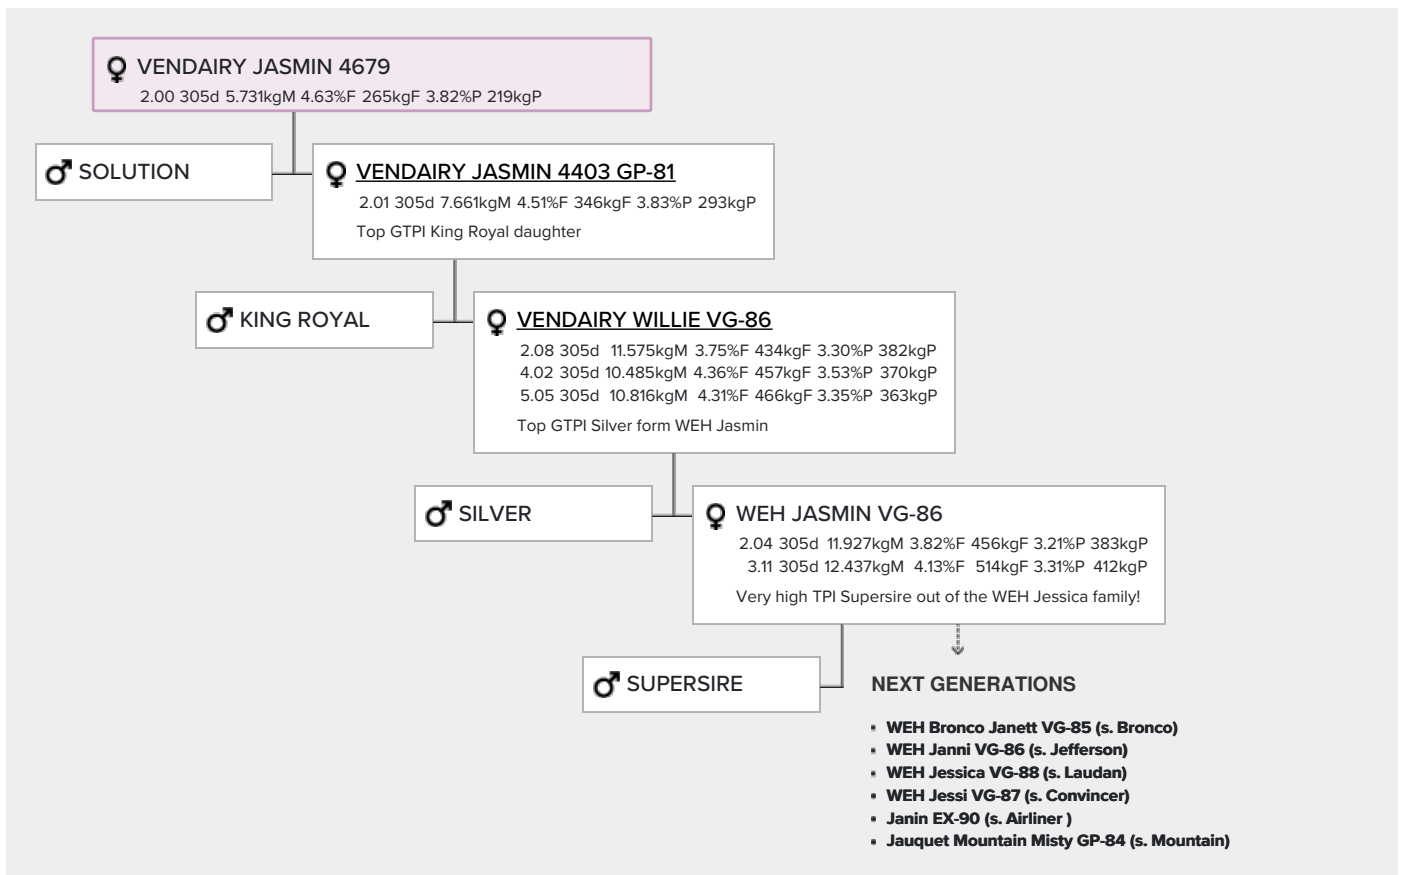 VENDAIRY JASMIN 4679
2.00 305d 5.731kgM 4.63%F 265kgF 3.82%P 219kgP
SOLUTION
VENDAIRY JASMIN 4403 GP-81
2.01 305d 7.661kgM 4.51%F 346kgF 3.83%P 293kgP
Top GTPI King Royal daughter
KING ROYAL
VENDAIRY WILLIE VG-86
2.08 305d 11.575kgM 3.75%F 434kgF 3.30%P 382kgP
4.02 305d 10.485kgM 4.36%F 457kgF 3.53%P 370kgP
5.05 305d 10.816kgM 4.31%F 466kgF 3.35%P 363kgP
Top GTPI Silver form WEH Jasmin
SILVER
WEH JASMIN VG-86
2.04 305d 11.927kgM 3.82%F 456kgF 3.21%P 383kgP
3.11 305d 12.437kgM 4.13%F 514kgF 3.31%P 412kgP
Very high TPI Supersire out of the WEH Jessica family!
SUPERSIRE
NEXT GENERATIONS
• WEH Bronco Janett VG-85 (s. Bronco)
• WEH Janni VG-86 (s. Jefferson)
• WEH Jessica VG-88 (s. Laudan)
• WEH Jessi VG-87 (s. Convincer)
• Janin EX-90 (s. Airliner )
• Jauquet Mountain Misty GP-84 (s. Mountain)